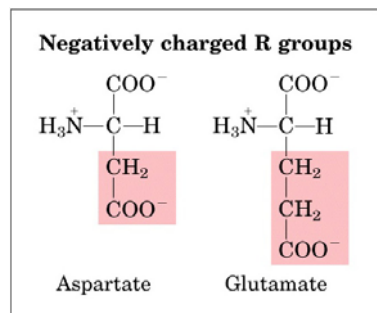 Negatively charged R groups
COO⁻ COO⁻
H₃N⁺–C–H H₃N⁺–C–H
CH₂ CH₂
COO⁻ CH₂
COO⁻
Aspartate Glutamate